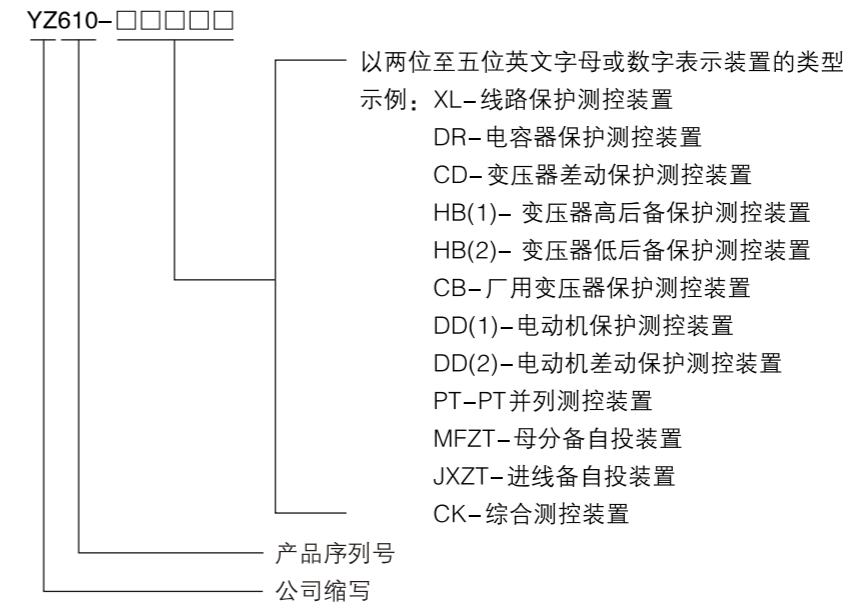 YZ610-□□□□□
以两位至五位英文字母或数字表示装置的类型
示例：XL-线路保护测控装置
DR-电容器保护测控装置
CD-变压器差动保护测控装置
HB(1)- 变压器高后备保护测控装置
HB(2)- 变压器低后备保护测控装置
CB-厂用变压器保护测控装置
DD(1)-电动机保护测控装置
DD(2)-电动机差动保护测控装置
PT-PT并列测控装置
MFZT-母分备自投装置
JXZT-进线备自投装置
CK-综合测控装置
产品序列号
公司缩写